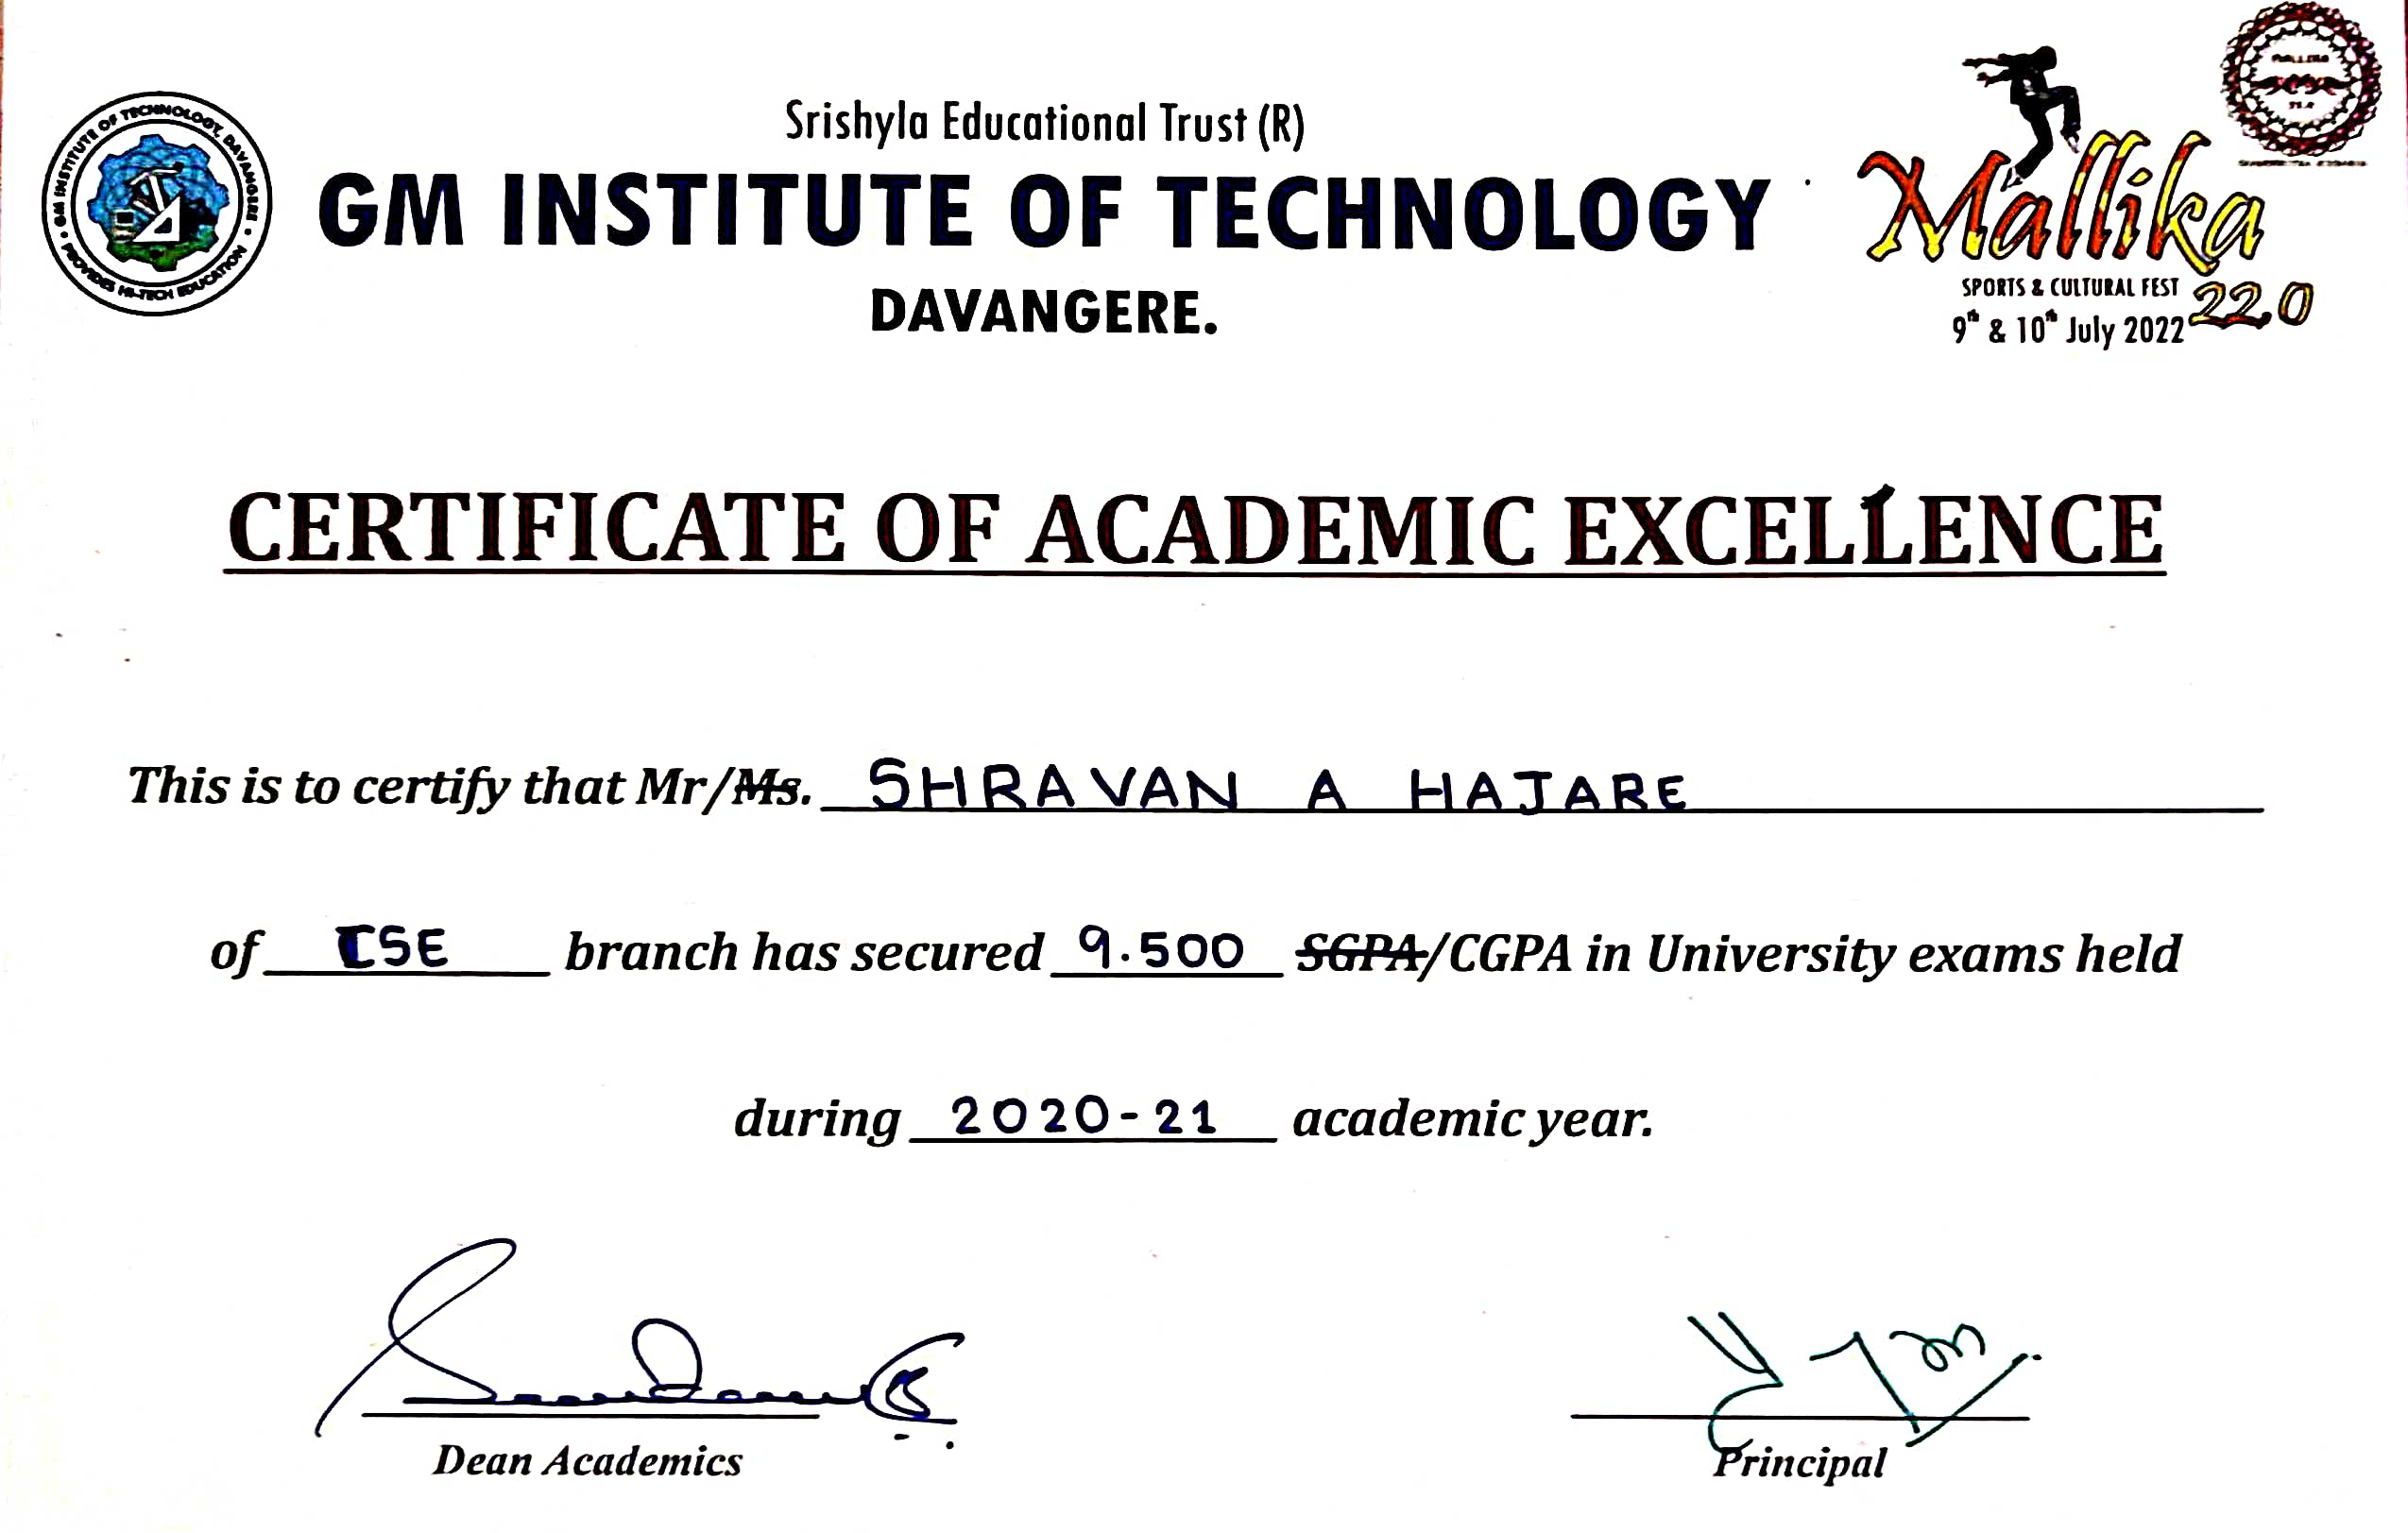 GM INSTITUTE OF TECHNOLOGY, DAVANGERE
PROVIDES HI-TECH EDUCATION
Srishyla Educational Trust (R)
GM INSTITUTE OF TECHNOLOGY
DAVANGERE.
Mallika
SPORTS & CULTURAL FEST 22.0
9th & 10th July 2022
CERTIFICATE OF ACADEMIC EXCELLENCE
This is to certify that Mr/Ms. SHRAVAN A HAJARE
of CSE branch has secured 9.500 SGPA/CGPA in University exams held
during 2020-21 academic year.
Dean Academics
Principal